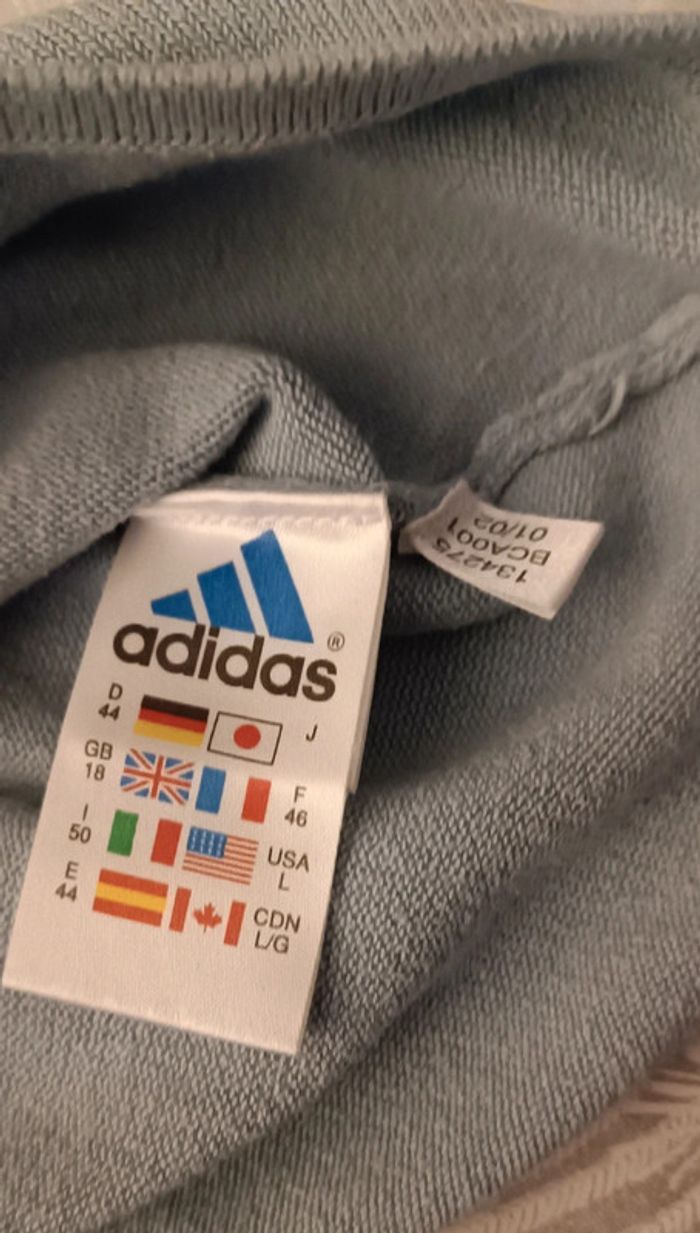 adidas ®
D
44
J
GB
18
F
46
I
50
USA
L
E
44
CDN
L/G
134275
BCA001
01/02